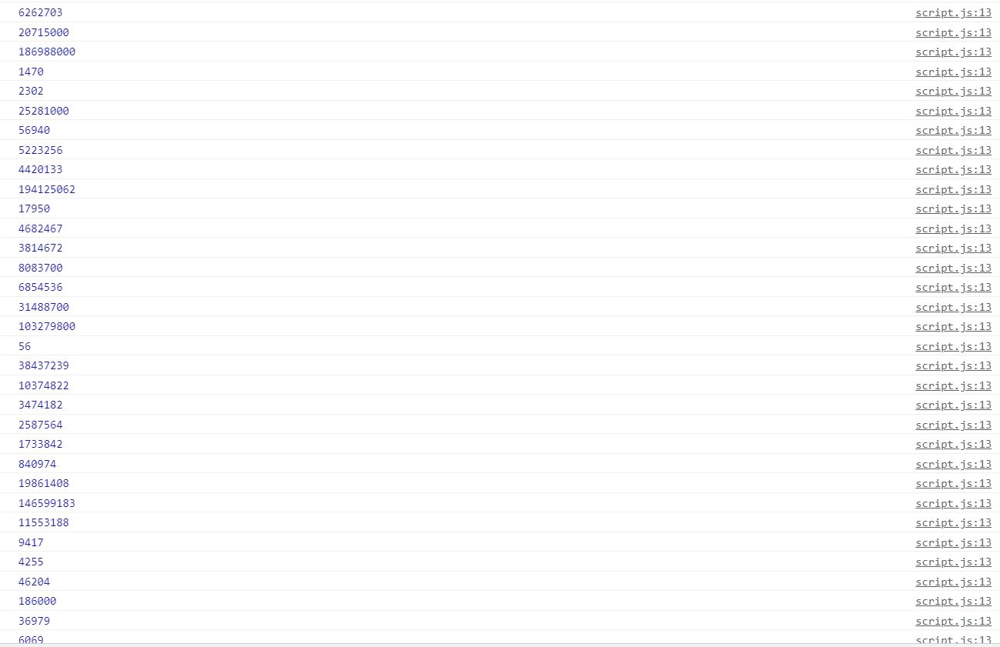 6262703 script.js:13
20715000 script.js:13
186988000 script.js:13
1470 script.js:13
2302 script.js:13
25281000 script.js:13
56940 script.js:13
5223256 script.js:13
4420133 script.js:13
194125062 script.js:13
17950 script.js:13
4682467 script.js:13
3814672 script.js:13
8083700 script.js:13
6854536 script.js:13
31488700 script.js:13
103279800 script.js:13
56 script.js:13
38437239 script.js:13
10374822 script.js:13
3474182 script.js:13
2587564 script.js:13
1733842 script.js:13
840974 script.js:13
19861408 script.js:13
146599183 script.js:13
11553188 script.js:13
9417 script.js:13
4255 script.js:13
46204 script.js:13
186000 script.js:13
36979 script.js:13
6069 script.js:13